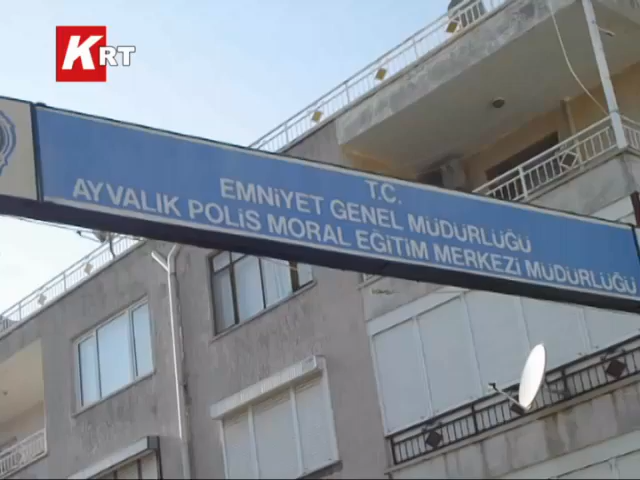 KRT
T.C.
EMNİYET GENEL MÜDÜRLÜĞÜ
AYVALIK POLİS MORAL EĞİTİM MERKEZİ MÜDÜRLÜĞÜ